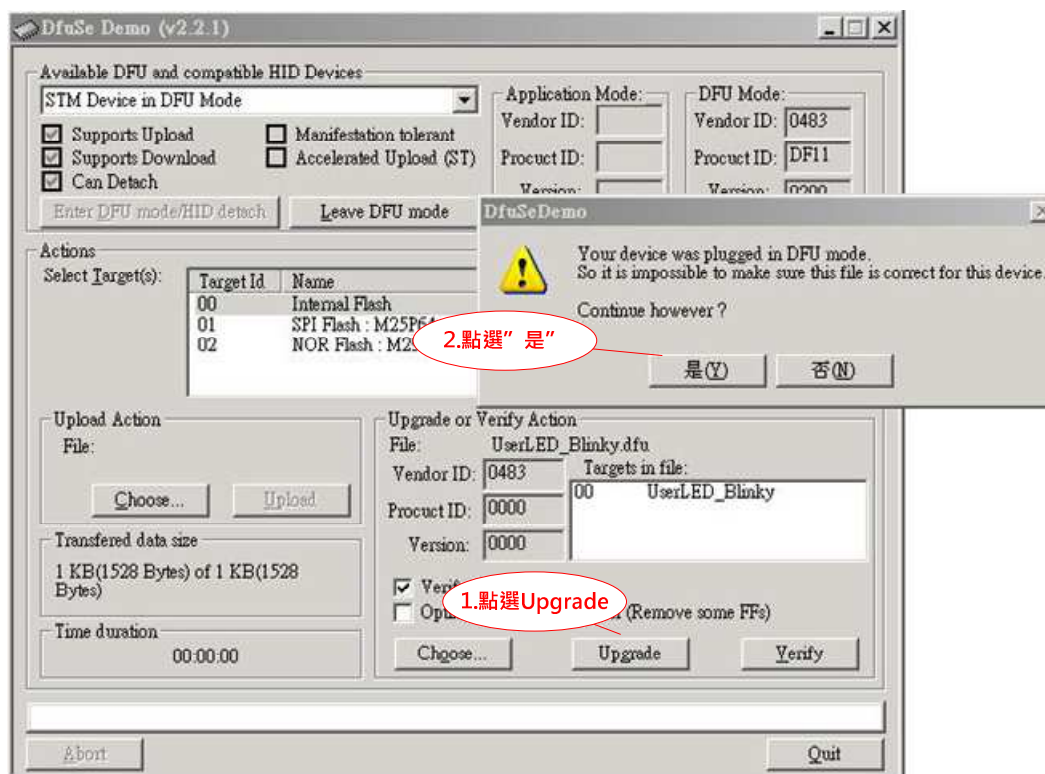 DfuSe Demo (v2.2.1)
Available DFU and compatible HID Devices
STM Device in DFU Mode
Supports Upload
Manifestation tolerant
Supports Download
Accelerated Upload (ST)
Can Detach
Enter DFU mode/HID detach
Leave DFU mode
Application Mode:
Vendor ID:
Procuct ID:
Version:
DFU Mode:
Vendor ID: 0483
Procuct ID: DF11
Version: 0200
DfuSeDemo
Your device was plugged in DFU mode.
So it is impossible to make sure this file is correct for this device.
Continue however ?
2.點選”是”
是(Y)
否(N)
Actions
Select Target(s):
Target Id Name
00 Internal Flash
01 SPI Flash : M25P64
02 NOR Flash : M2
Upload Action
File:
Choose...
Upload
Transfered data size
1 KB(1528 Bytes) of 1 KB(1528
Bytes)
Time duration
00:00:00
Upgrade or Verify Action
File: UserLED_Blinky.dfu
Vendor ID: 0483
Procuct ID: 0000
Version: 0000
Targets in file:
00 UserLED_Blinky
1.點選Upgrade
(Remove some FFs)
Choose...
Upgrade
Verify
Abort
Quit